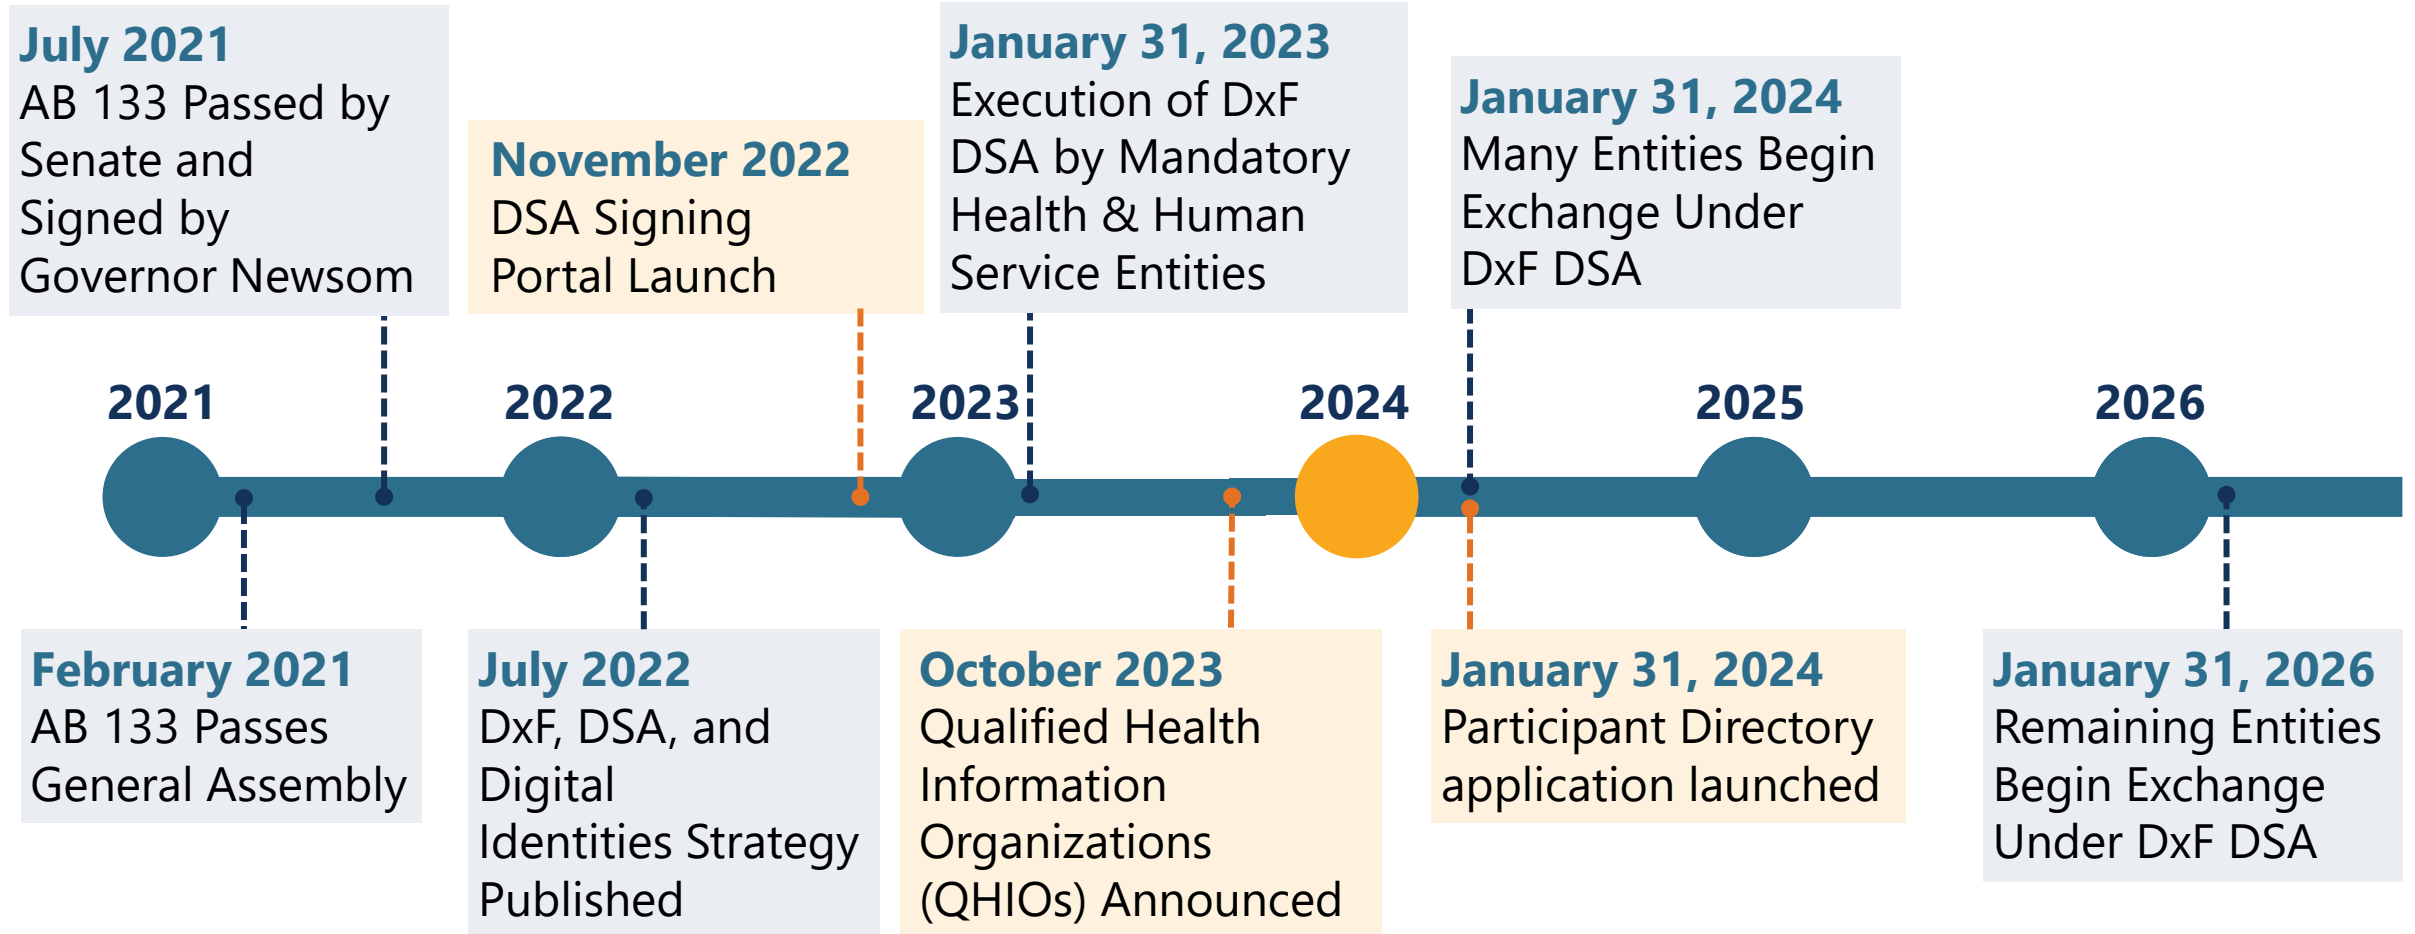 July 2021
AB 133 Passed by
Senate and
Signed by
Governor Newsom
November 2022
DSA Signing
Portal Launch
January 31, 2023
Execution of DxF
DSA by Mandatory
Health & Human
Service Entities
January 31, 2024
Many Entities Begin
Exchange Under
DxF DSA
2021
2022
2023
2024
2025
2026
February 2021
AB 133 Passes
General Assembly
July 2022
DxF, DSA, and
Digital
Identities Strategy
Published
October 2023
Qualified Health
Information
Organizations
(QHIOs) Announced
January 31, 2024
Participant Directory
application launched
January 31, 2026
Remaining Entities
Begin Exchange
Under DxF DSA